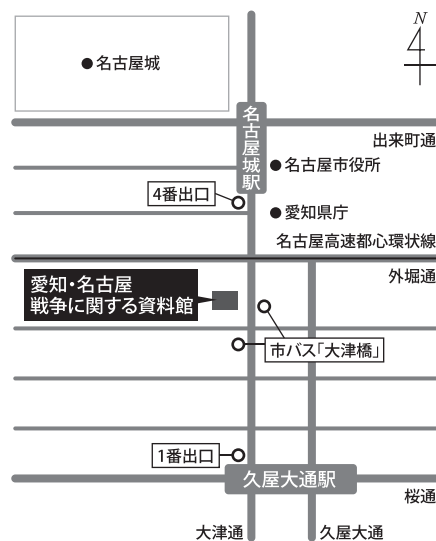 N
名古屋城
名古屋城駅
出来町通
名古屋市役所
4番出口
愛知県庁
名古屋高速都心環状線
外堀通
愛知・名古屋
戦争に関する資料館
市バス「大津橋」
1番出口
久屋大通駅
桜通
大津通
久屋大通